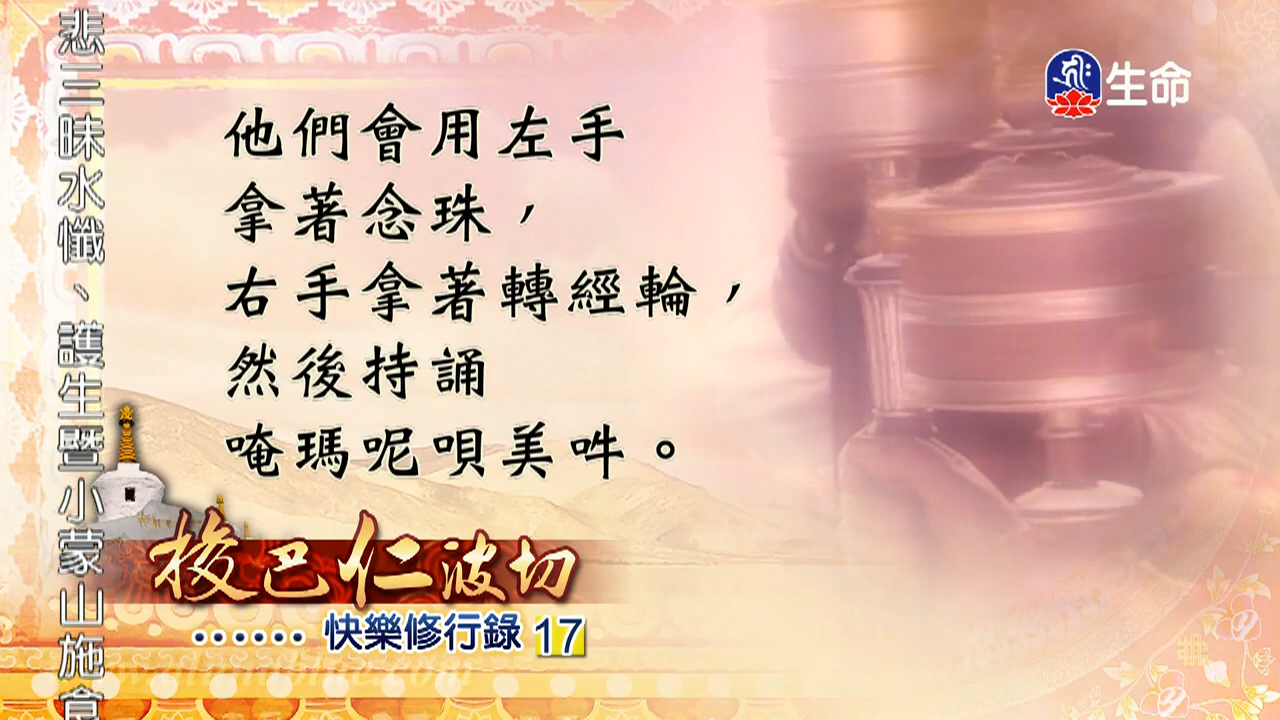 悲三昧水懺、護生暨小蒙山施食
生命
他們會用左手
拿著念珠，
右手拿著轉經輪，
然後持誦
唵瑪呢唄美吽。
梭巴仁波切
......快樂修行錄 17